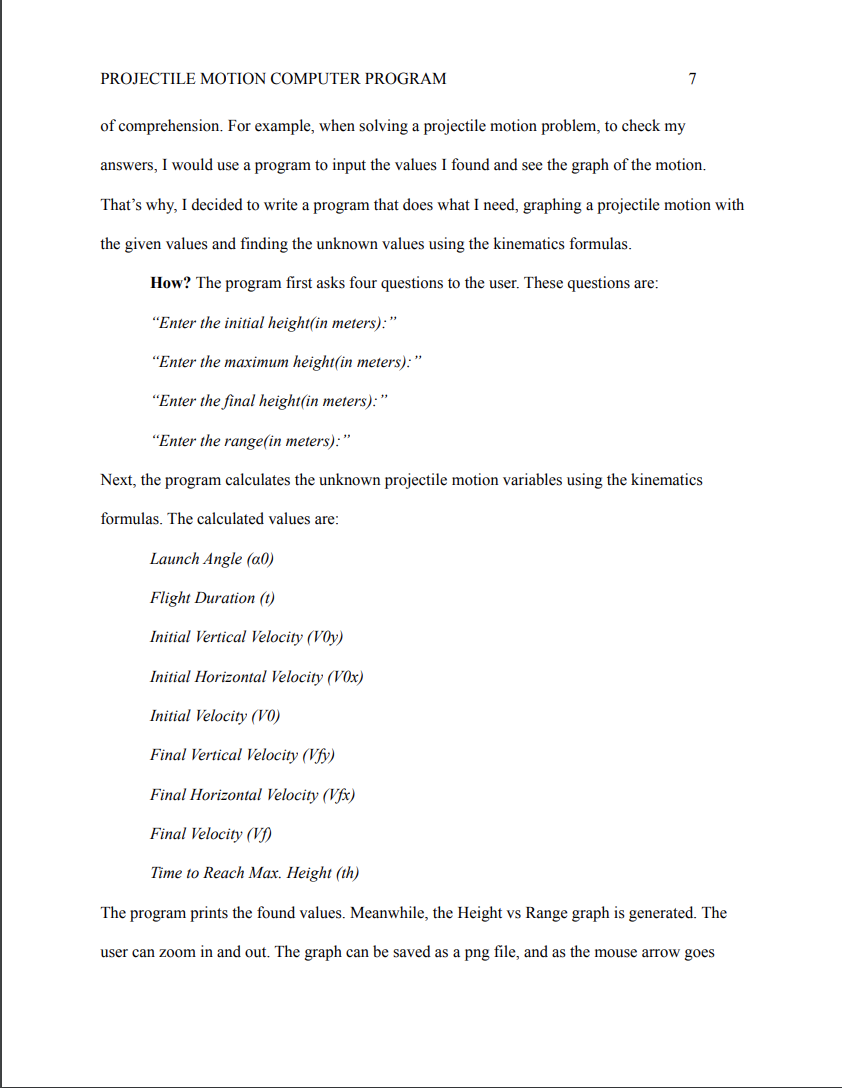 PROJECTILE MOTION COMPUTER PROGRAM 7
of comprehension. For example, when solving a projectile motion problem, to check my
answers, I would use a program to input the values I found and see the graph of the motion.
That’s why, I decided to write a program that does what I need, graphing a projectile motion with
the given values and finding the unknown values using the kinematics formulas.
How? The program first asks four questions to the user. These questions are:
“Enter the initial height(in meters):”
“Enter the maximum height(in meters):”
“Enter the final height(in meters):”
“Enter the range(in meters):”
Next, the program calculates the unknown projectile motion variables using the kinematics
formulas. The calculated values are:
Launch Angle (α0)
Flight Duration (t)
Initial Vertical Velocity (V0y)
Initial Horizontal Velocity (V0x)
Initial Velocity (V0)
Final Vertical Velocity (Vfy)
Final Horizontal Velocity (Vfx)
Final Velocity (Vf)
Time to Reach Max. Height (th)
The program prints the found values. Meanwhile, the Height vs Range graph is generated. The
user can zoom in and out. The graph can be saved as a png file, and as the mouse arrow goes